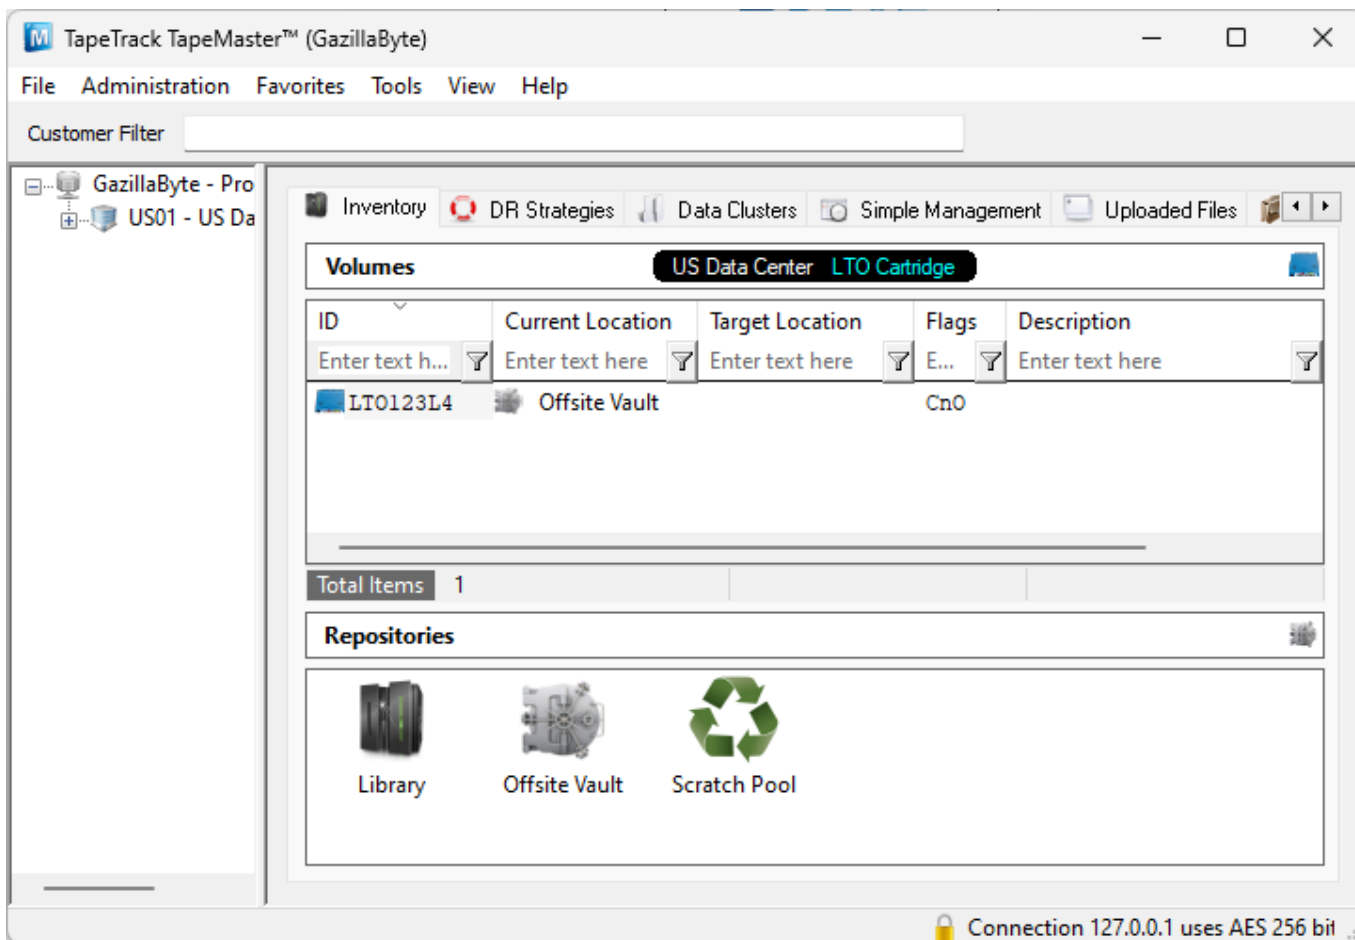 TapeTrack TapeMaster™ (GazillaByte)
File Administration Favorites Tools View Help
Customer Filter
GazillaByte - Pro
US01 - US Da
Inventory DR Strategies Data Clusters Simple Management Uploaded Files
Volumes US Data Center LTO Cartridge
ID Current Location Target Location Flags Description
Enter text h... Enter text here Enter text here E... Enter text here
LTO123L4 Offsite Vault CnO
Total Items 1
Repositories
Library Offsite Vault Scratch Pool
Connection 127.0.0.1 uses AES 256 bit